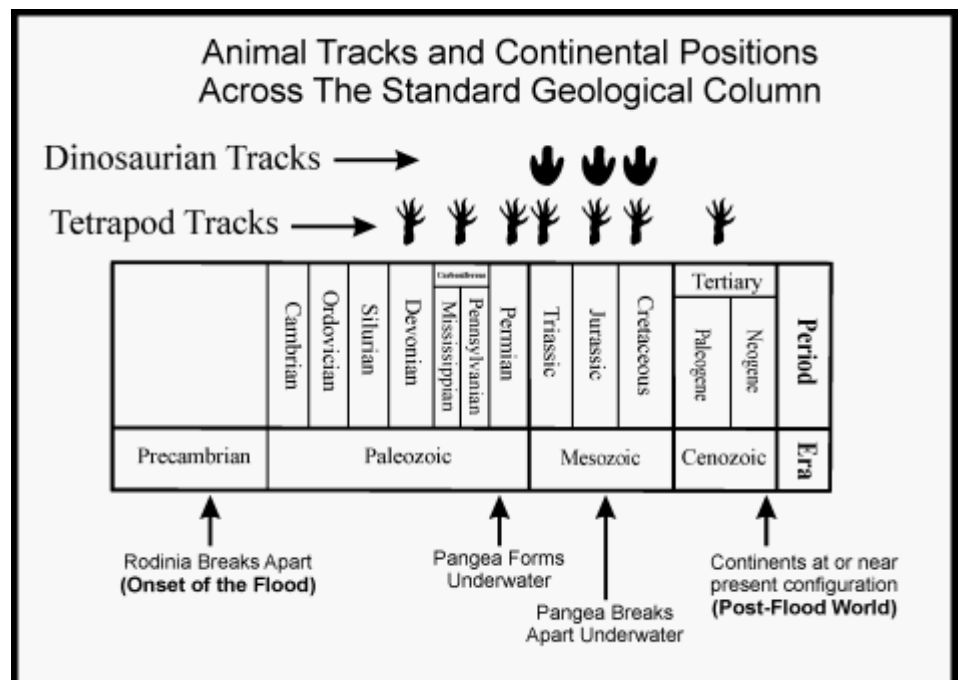 Animal Tracks and Continental Positions
Across The Standard Geological Column
Dinosaurian Tracks
Tetrapod Tracks
Cambrian
Ordovician
Silurian
Devonian
Carboniferous
Mississippian
Pennsylvanian
Permian
Triassic
Jurassic
Cretaceous
Tertiary
Paleogene
Neogene
Period
Precambrian
Paleozoic
Mesozoic
Cenozoic
Era
Rodinia Breaks Apart
(Onset of the Flood)
Pangea Forms
Underwater
Pangea Breaks
Apart Underwater
Continents at or near
present configuration
(Post-Flood World)